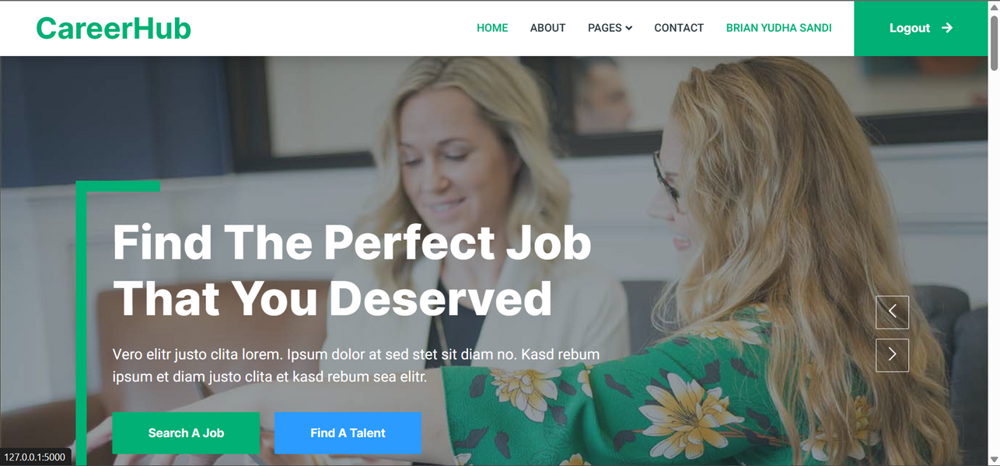 CareerHub
HOME ABOUT PAGES CONTACT BRIAN YUDHA SANDI Logout
Find The Perfect Job
That You Deserved
Vero elitr justo clita lorem. Ipsum dolor at sed stet sit diam no. Kasd rebum
ipsum et diam justo clita et kasd rebum sea elitr.
Search A Job Find A Talent
127.0.0.1:5000